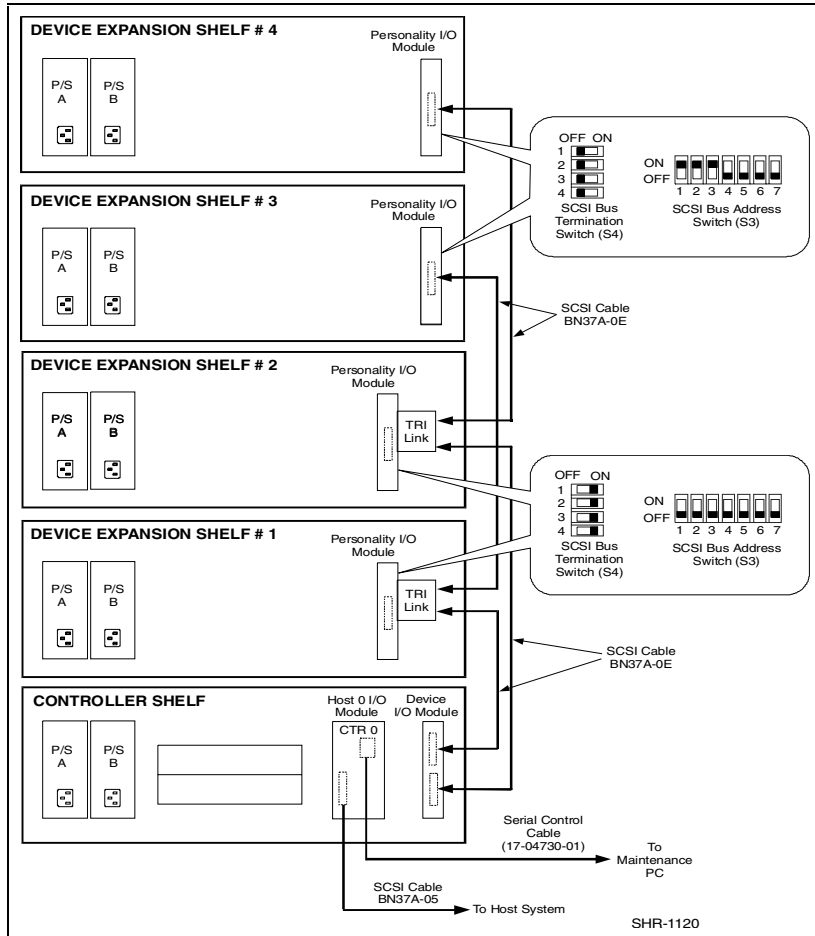 DEVICE EXPANSION SHELF # 4
Personality I/O
Module
P/S
A
P/S
B
OFF ON
1
2
3
4
SCSI Bus
Termination
Switch (S4)
ON
OFF
1 2 3 4 5 6 7
SCSI Bus Address
Switch (S3)
DEVICE EXPANSION SHELF # 3
Personality I/O
Module
P/S
A
P/S
B
SCSI Cable
BN37A-0E
DEVICE EXPANSION SHELF # 2
Personality I/O
Module
P/S
A
P/S
B
TRI
Link
OFF ON
1
2
3
4
SCSI Bus
Termination
Switch (S4)
ON
OFF
1 2 3 4 5 6 7
SCSI Bus Address
Switch (S3)
DEVICE EXPANSION SHELF # 1
Personality I/O
Module
P/S
A
P/S
B
TRI
Link
SCSI Cable
BN37A-0E
CONTROLLER SHELF
Host 0 I/O
Module
Device
I/O Module
CTR 0
P/S
A
P/S
B
Serial Control
Cable
(17-04730-01)
To
Maintenance
PC
SCSI Cable
BN37A-05
To Host System
SHR-1120